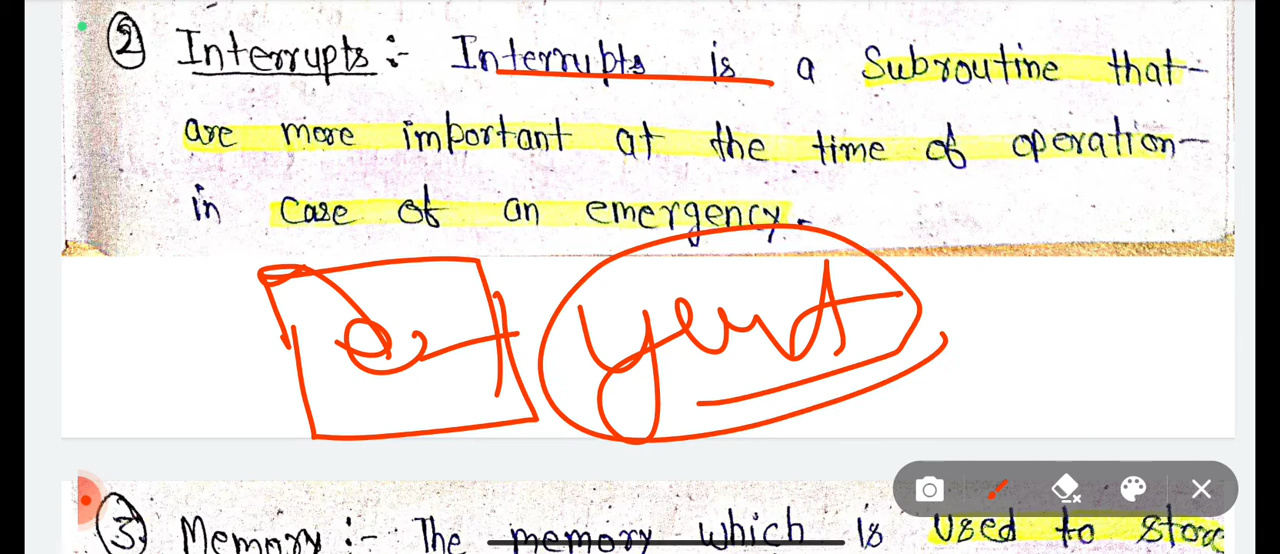 ② Interrupts :- Interrupts is a Subroutine that-
are more important at the time of operation-
in case of an emergency.
③ Memory :- The memory which is used to store